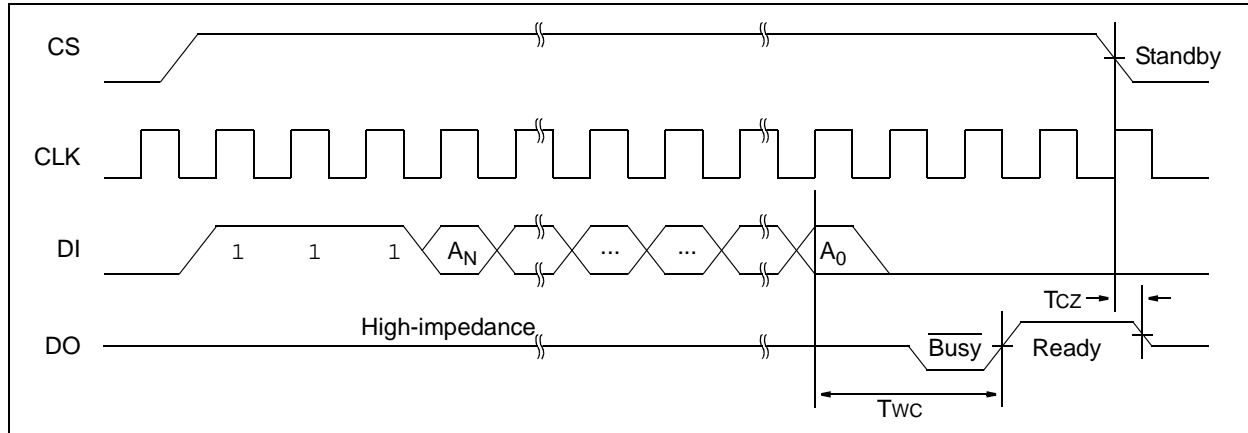 CS
Standby
CLK
DI
1 1 1 AN ... ... A0
TCZ
High-impedance
DO
Busy Ready
TWC